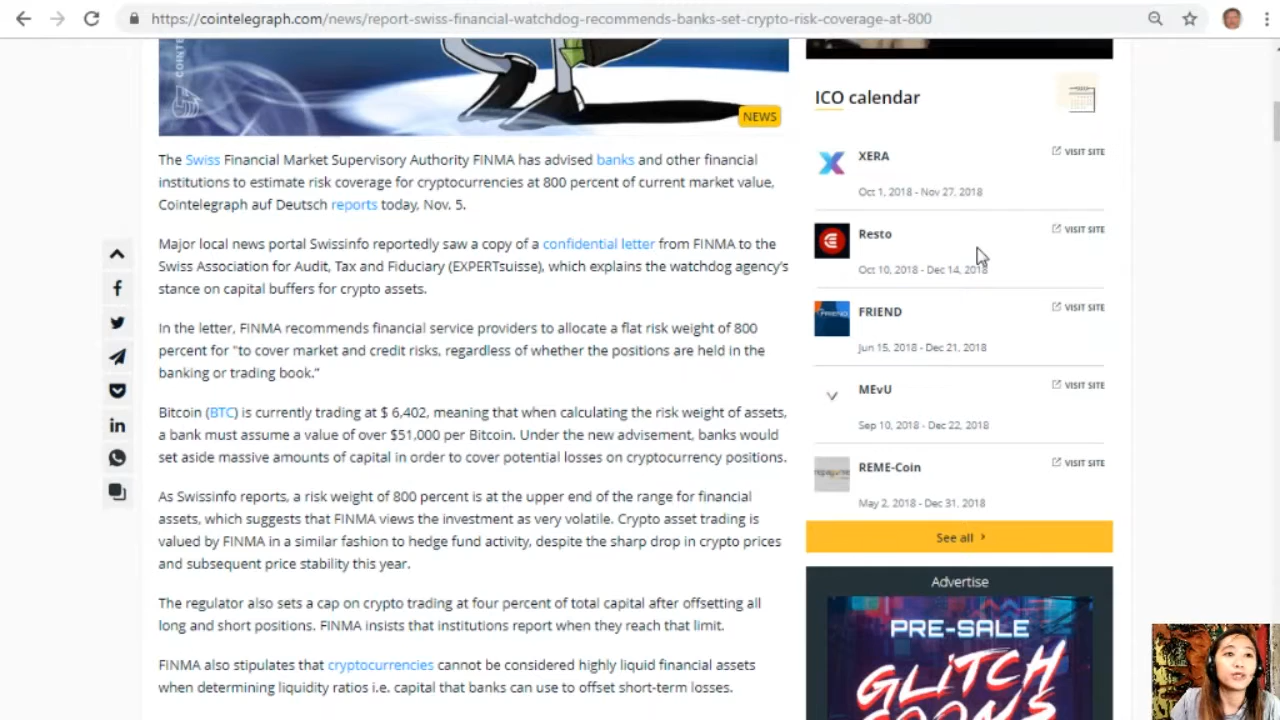 https://cointelegraph.com/news/report-swiss-financial-watchdog-recommends-banks-set-crypto-risk-coverage-at-800
COINTE
NEWS
The Swiss Financial Market Supervisory Authority FINMA has advised banks and other financial
institutions to estimate risk coverage for cryptocurrencies at 800 percent of current market value,
Cointelegraph auf Deutsch reports today, Nov. 5.
Major local news portal Swissinfo reportedly saw a copy of a confidential letter from FINMA to the
Swiss Association for Audit, Tax and Fiduciary (EXPERTsuisse), which explains the watchdog agency's
stance on capital buffers for crypto assets.
In the letter, FINMA recommends financial service providers to allocate a flat risk weight of 800
percent for "to cover market and credit risks, regardless of whether the positions are held in the
banking or trading book."
Bitcoin (BTC) is currently trading at $ 6,402, meaning that when calculating the risk weight of assets,
a bank must assume a value of over $51,000 per Bitcoin. Under the new advisement, banks would
set aside massive amounts of capital in order to cover potential losses on cryptocurrency positions.
As Swissinfo reports, a risk weight of 800 percent is at the upper end of the range for financial
assets, which suggests that FINMA views the investment as very volatile. Crypto asset trading is
valued by FINMA in a similar fashion to hedge fund activity, despite the sharp drop in crypto prices
and subsequent price stability this year.
The regulator also sets a cap on crypto trading at four percent of total capital after offsetting all
long and short positions. FINMA insists that institutions report when they reach that limit.
FINMA also stipulates that cryptocurrencies cannot be considered highly liquid financial assets
when determining liquidity ratios i.e. capital that banks can use to offset short-term losses.
ICO calendar
XERA
VISIT SITE
Oct 1, 2018 - Nov 27, 2018
Resto
VISIT SITE
Oct 10, 2018 - Dec 14, 2018
FRIEND
FRIEND
VISIT SITE
Jun 15, 2018 - Dec 21, 2018
MEvU
VISIT SITE
Sep 10, 2018 - Dec 22, 2018
REME-Coin
VISIT SITE
May 2, 2018 - Dec 31, 2018
See all
Advertise
PRE-SALE
GLITCH
GOONS